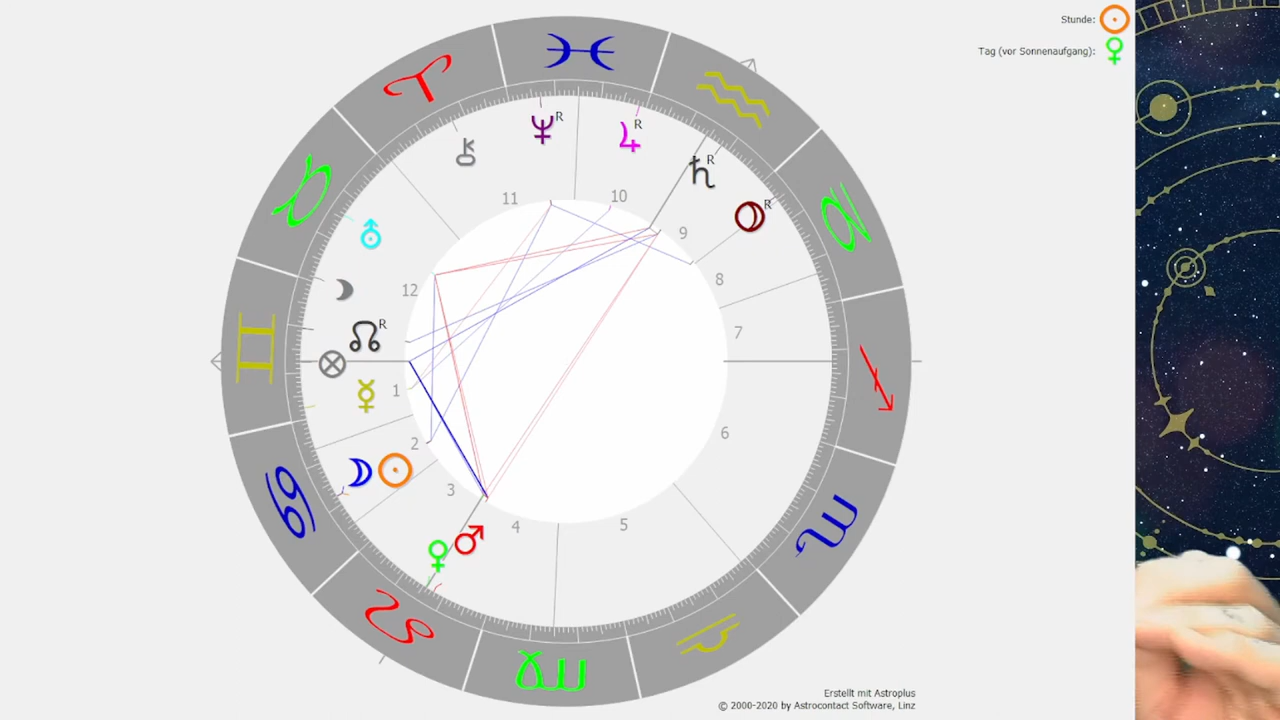 Stunde:
Tag (vor Sonnenaufgang):
R
R
R
R
11
10
9
12
8
R
7
1
6
2
3
4
5
Erstellt mit Astroplus
© 2000-2020 by Astrocontact Software, Linz